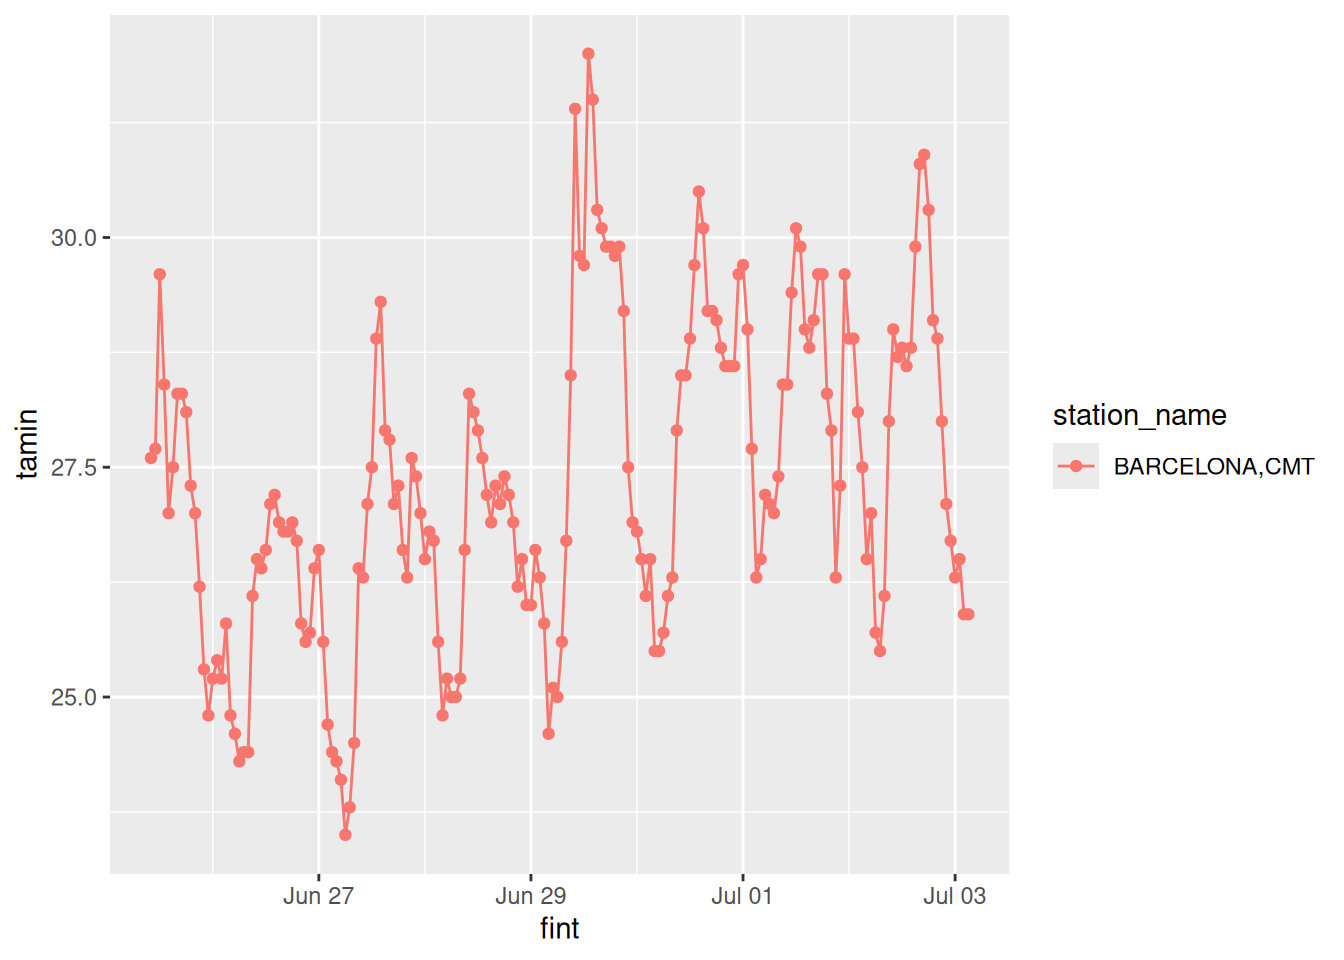 tamin
30.0
27.5
25.0
Jun 27
Jun 29
Jul 01
Jul 03
fint
station_name
BARCELONA,CMT